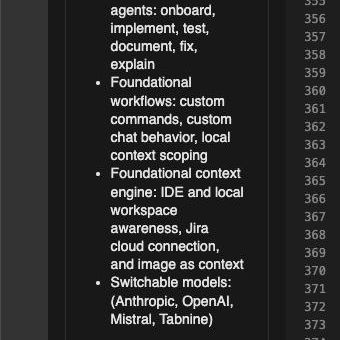 agents: onboard,
implement, test,
document, fix,
explain
• Foundational
workflows: custom
commands, custom
chat behavior, local
context scoping
• Foundational context
engine: IDE and local
workspace
awareness, Jira
cloud connection,
and image as context
• Switchable models:
(Anthropic, OpenAI,
Mistral, Tabnine)
355
356
357
358
359
360
361
362
363
364
365
366
367
368
369
370
371
372
373